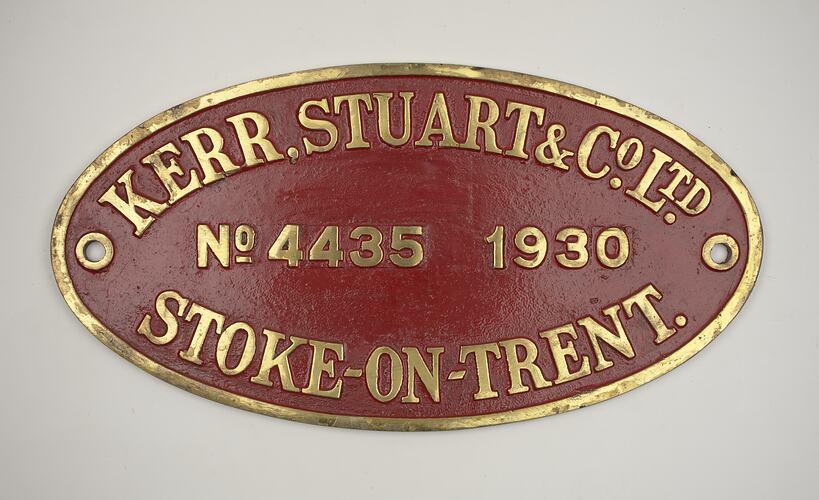 KERR, STUART & Co. LTD
No 4435 1930
STOKE-ON-TRENT.